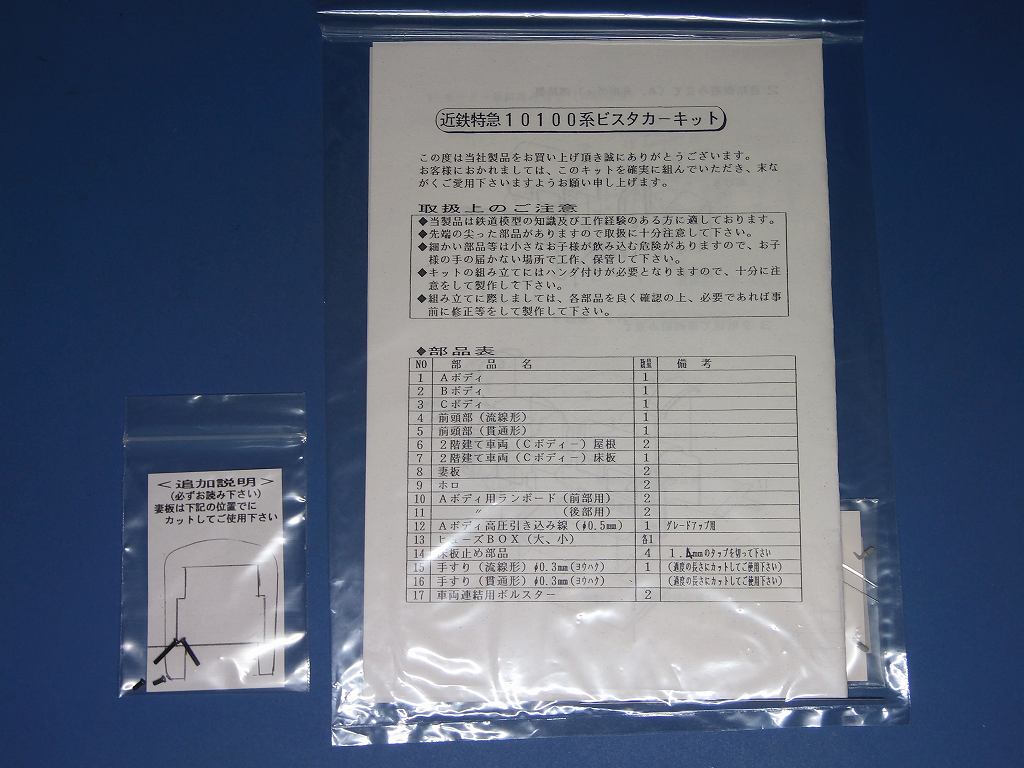 近鉄特急10100系ビスタカーキット
この度は当社製品をお買い上げ頂き誠にありがとうございます。
お客様におかれましては、このキットを確実に組んでいただき、末な
がくご愛用下さいますようお願い申し上げます。
取扱上のご注意
◆当製品は鉄道模型の知識及び工作経験のある方に適しております。
◆先端の尖った部品がありますので取扱に十分注意して下さい。
◆細かい部品等は小さなお子様が飲み込む危険がありますので、お子
様の手の届かない場所で工作、保管して下さい。
◆キットの組み立てにはハンダ付けが必要となりますので、十分に注
意をして製作して下さい。
◆組み立てに際しましては、各部品を良く確認の上、必要であれば事
前に修正等をして製作して下さい。
◆部品表
NO 部品名 数量 備考
1 Aボディ 1
2 Bボディ 1
3 Cボディ 1
4 前頭部(流線形) 1
5 前頭部(貫通形) 1
6 2階建て車両(Cボディー)屋根 2
7 2階建て車両(Cボディー)床板 1
8 妻板 2
9 ホロ 2
10 Aボディ用ランボード(前部用) 2
11 〃 (後部用) 2
12 Aボディ高圧引き込み線(φ0.5mm) 1 グレードアップ用
13 ヒューズBOX(大、小) 各1
14 床板止め部品 4 1.4mmのタップを切って下さい
15 手すり(流線形)φ0.3mm(ヨウハク) 1 (適度の長さにカットしてご使用下さい)
16 手すり(貫通形)φ0.3mm(ヨウハク) (適度の長さにカットしてご使用下さい)
17 車両連結用ボルスター 2
<追加説明>
(必ずお読み下さい)
妻板は下記の位置でに
カットしてご使用下さい